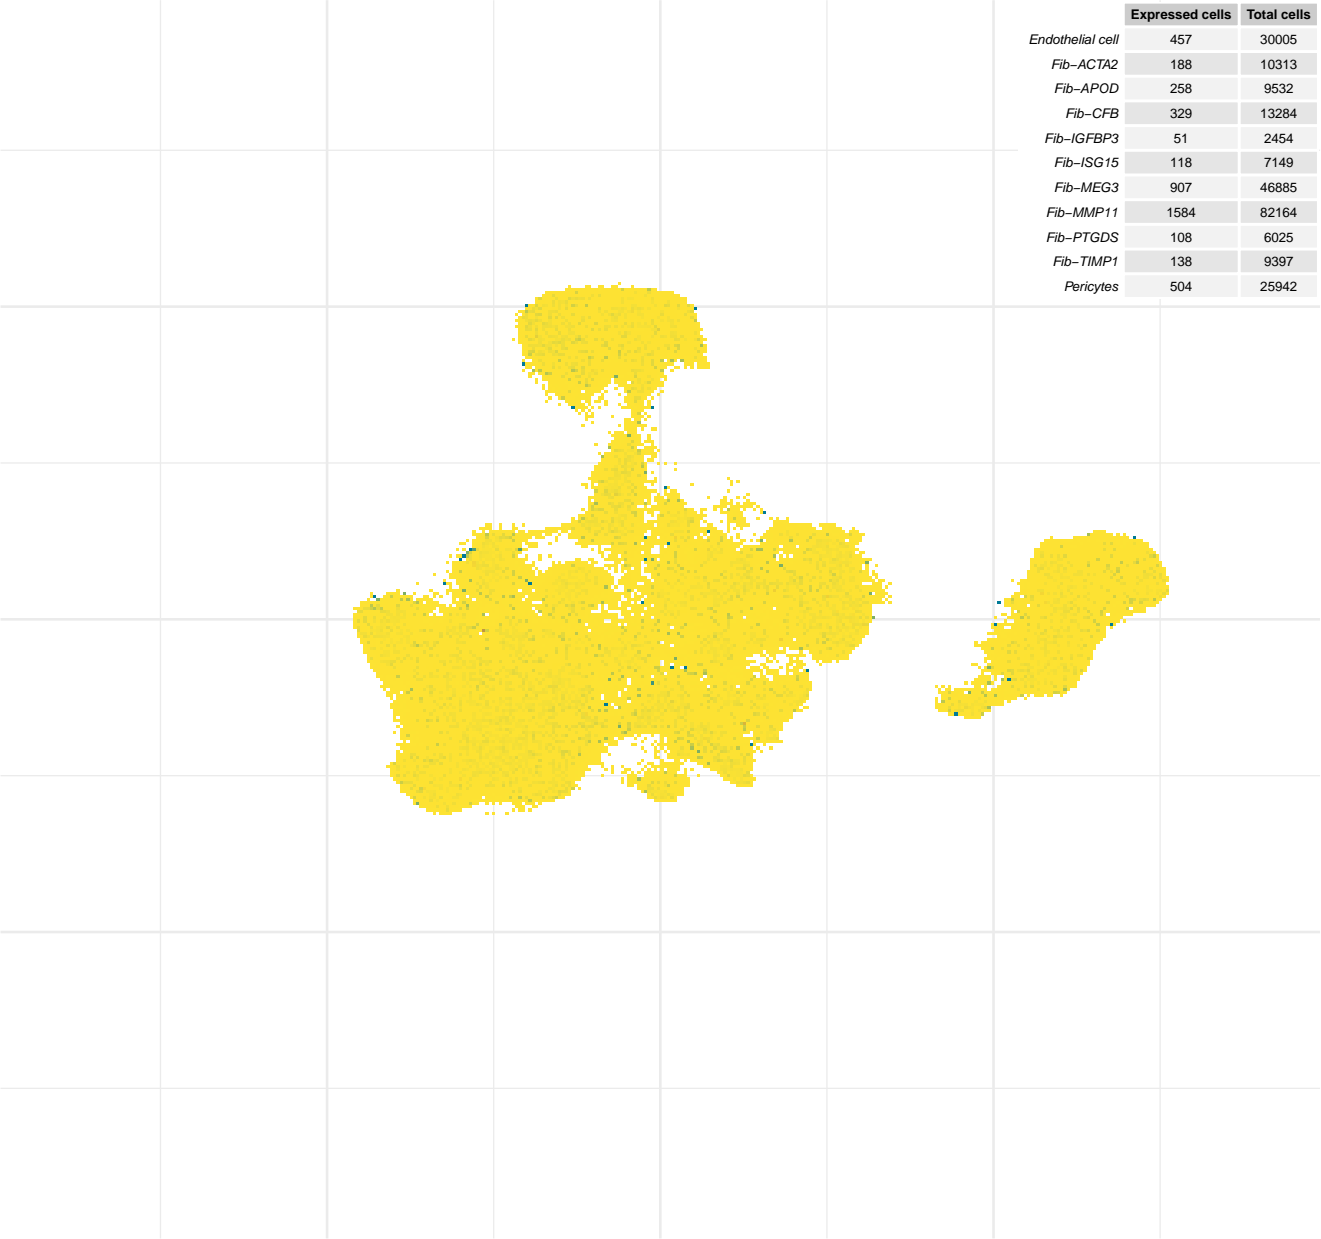 Expressed cells Total cells
Endothelial cell 457 30005
Fib−ACTA2 188 10313
Fib−APOD 258 9532
Fib−CFB 329 13284
Fib−IGFBP3 51 2454
Fib−ISG15 118 7149
Fib−MEG3 907 46885
Fib−MMP11 1584 82164
Fib−PTGDS 108 6025
Fib−TIMP1 138 9397
Pericytes 504 25942